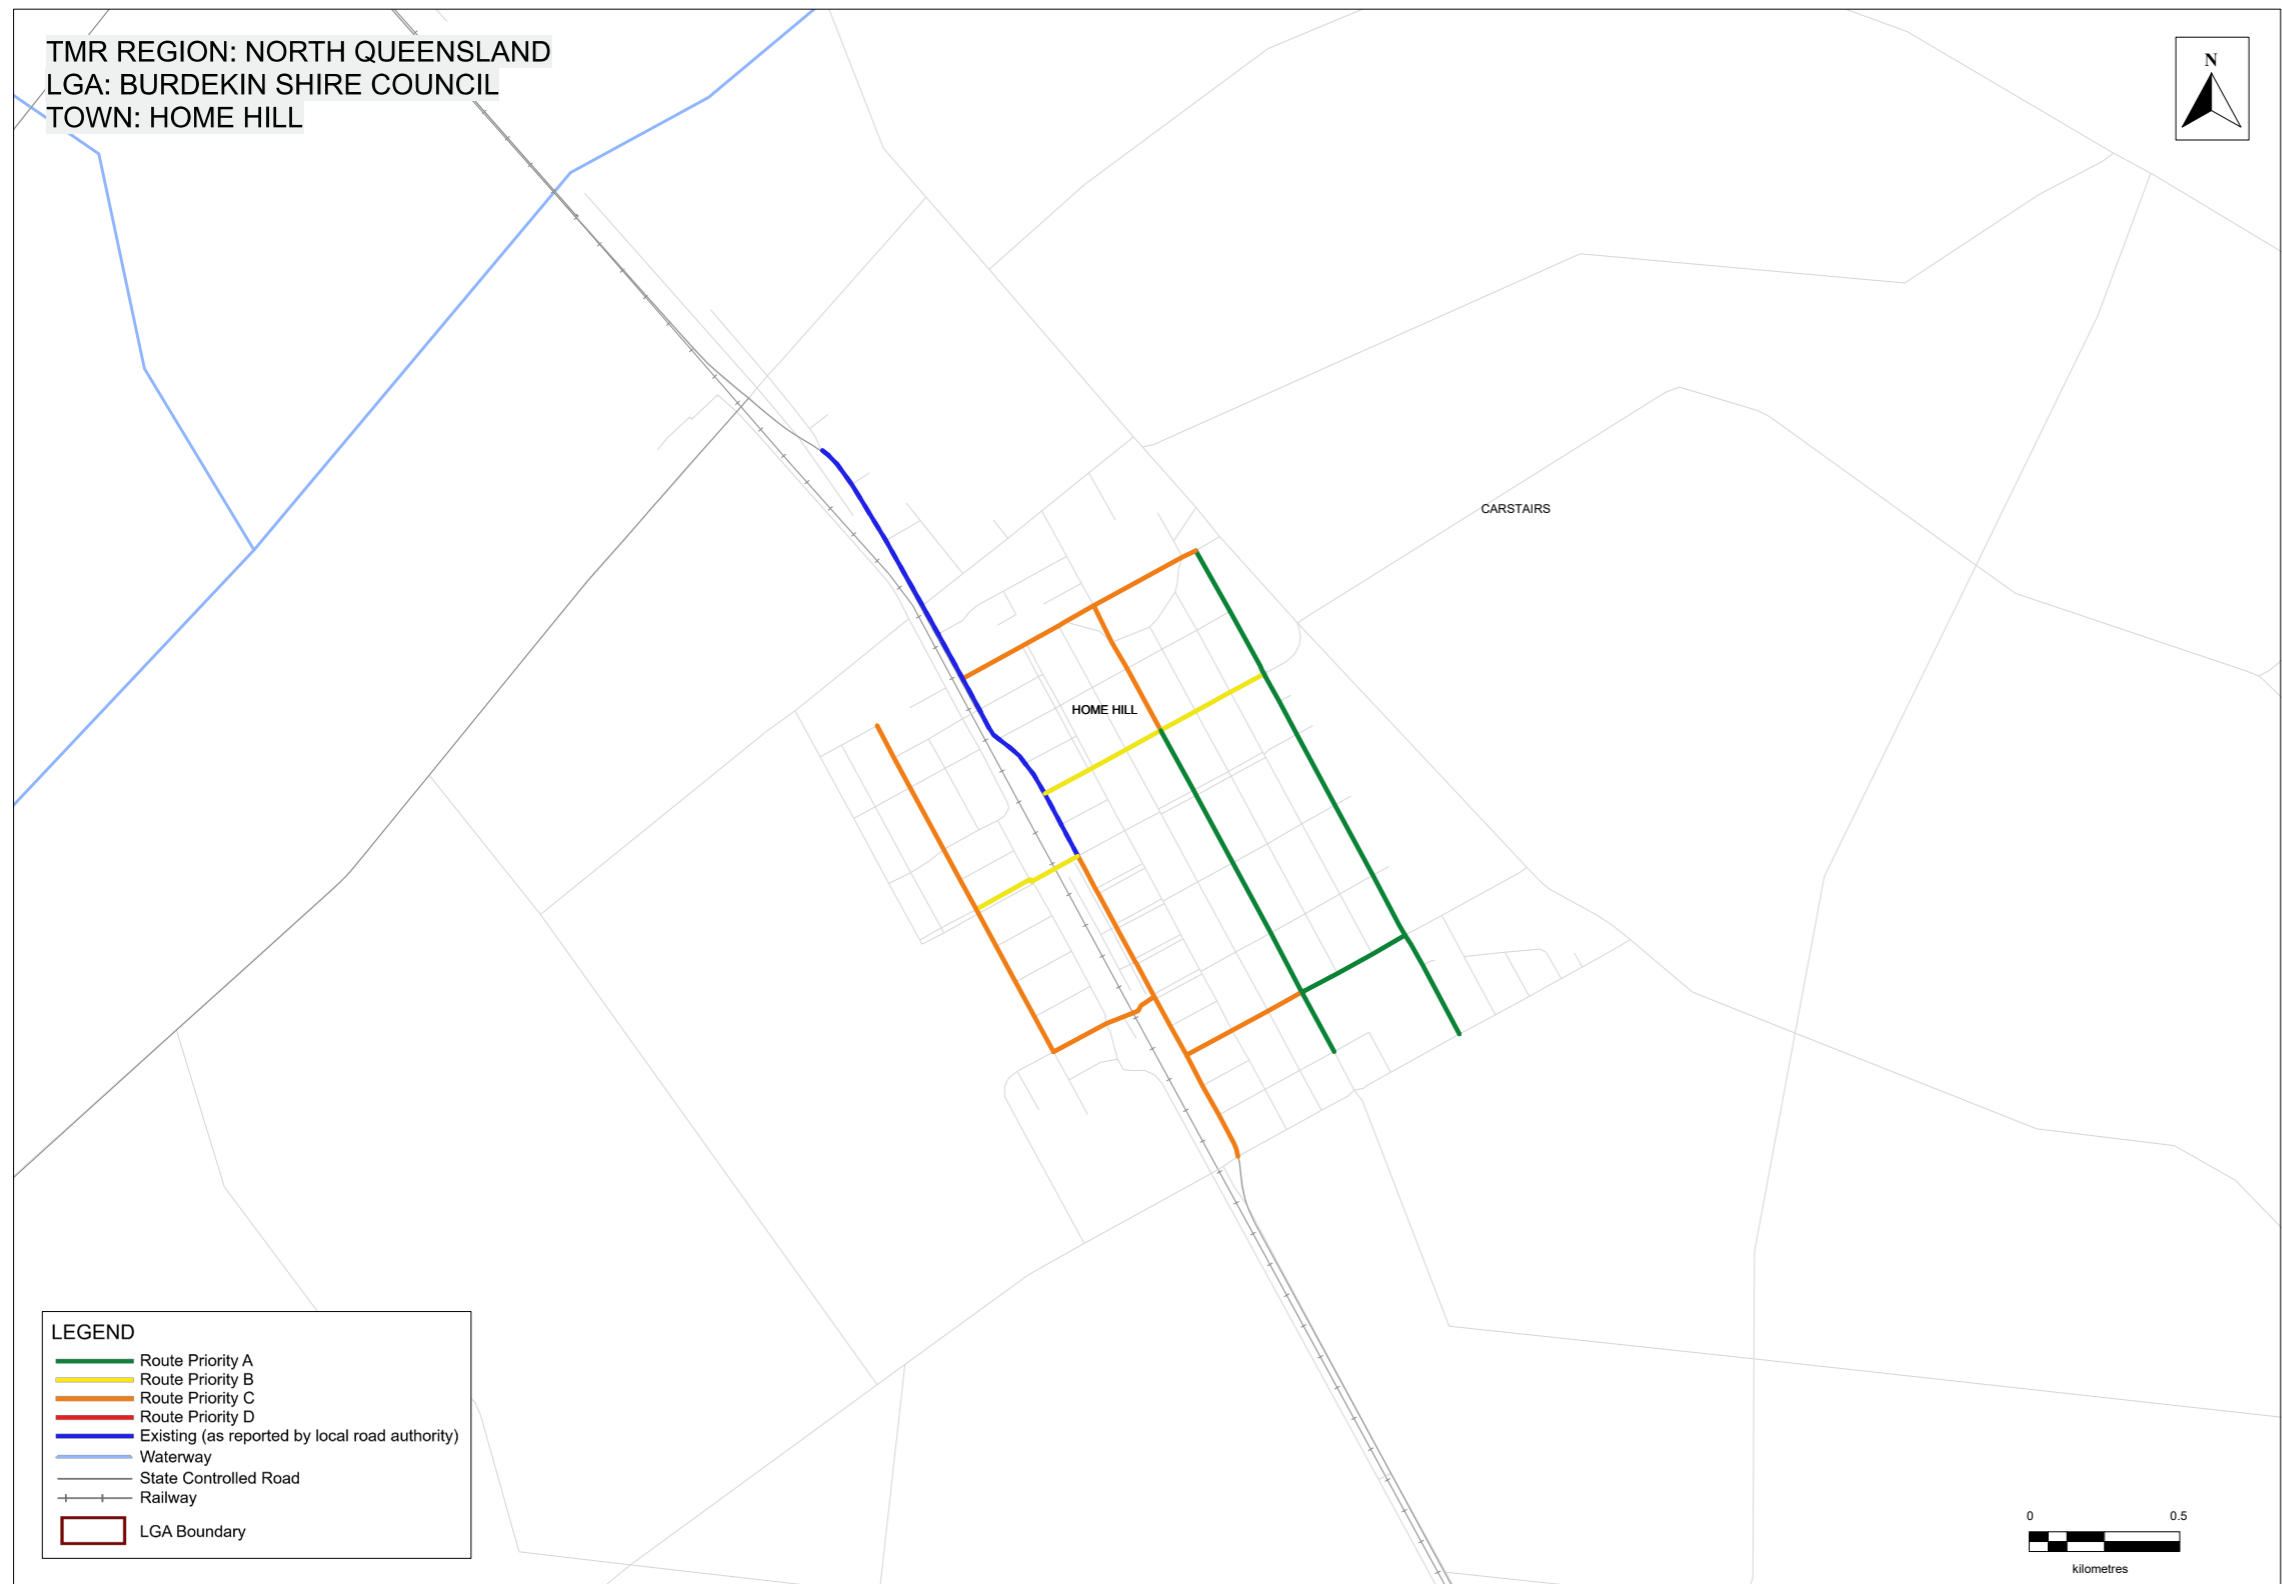 TMR REGION: NORTH QUEENSLAND
LGA: BURDEKIN SHIRE COUNCIL
TOWN: HOME HILL
N
CARSTAIRS
HOME HILL
LEGEND
Route Priority A
Route Priority B
Route Priority C
Route Priority D
Existing (as reported by local road authority)
Waterway
State Controlled Road
Railway
LGA Boundary
0 0.5
kilometres